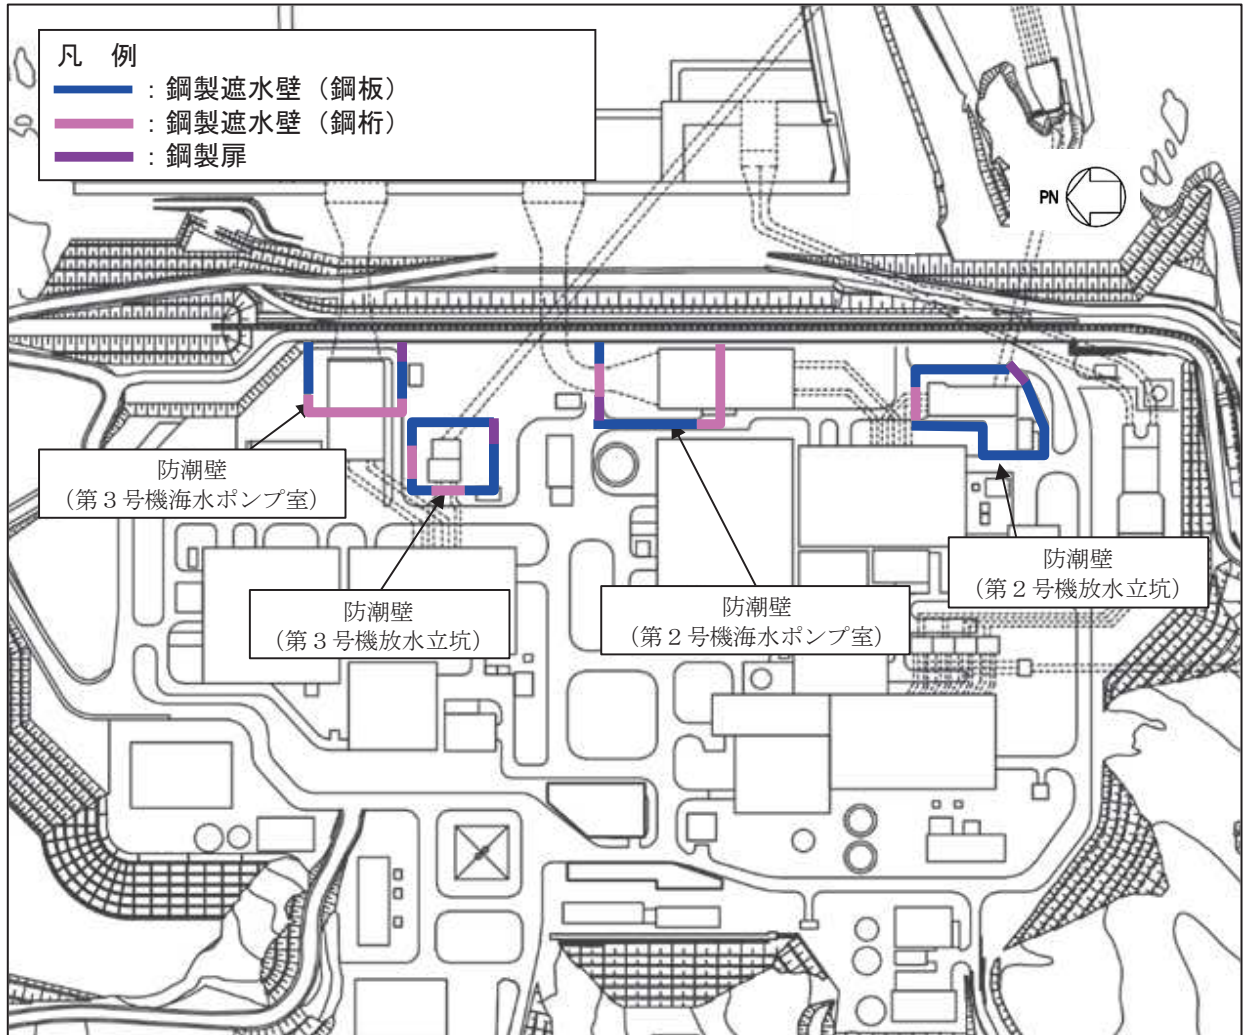 凡 例
：鋼製遮水壁（鋼板）
：鋼製遮水壁（鋼桁）
：鋼製扉
PN
防潮壁
（第３号機海水ポンプ室）
防潮壁
（第３号機放水立坑）
防潮壁
（第２号機海水ポンプ室）
防潮壁
（第２号機放水立坑）